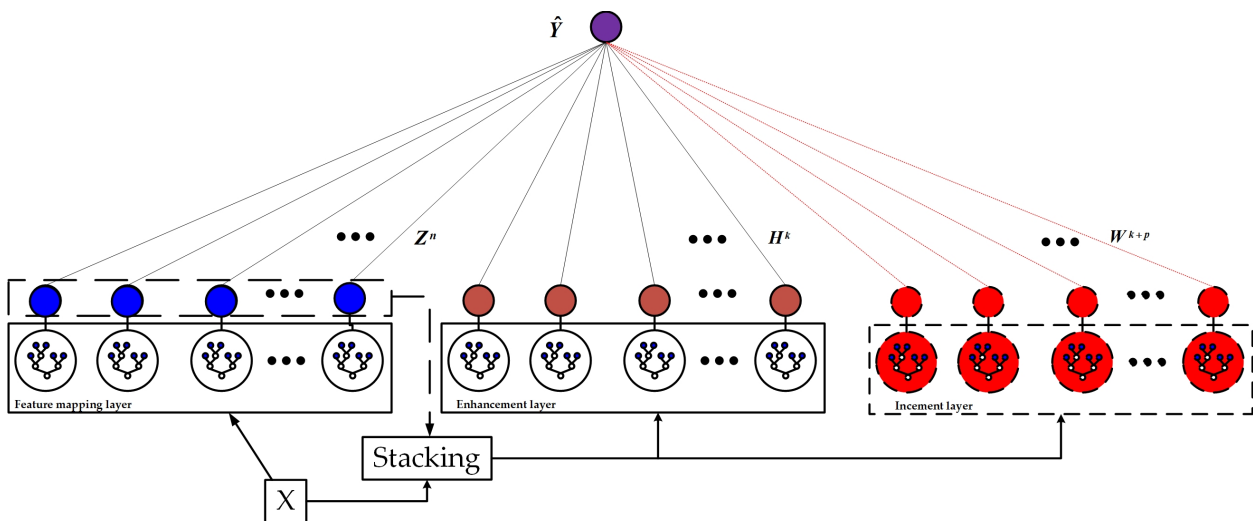 Ŷ
Zⁿ
Hᵏ
Wᵏ⁺ᵖ
Feature mapping layer
Enhancement layer
Incement layer
Stacking
X